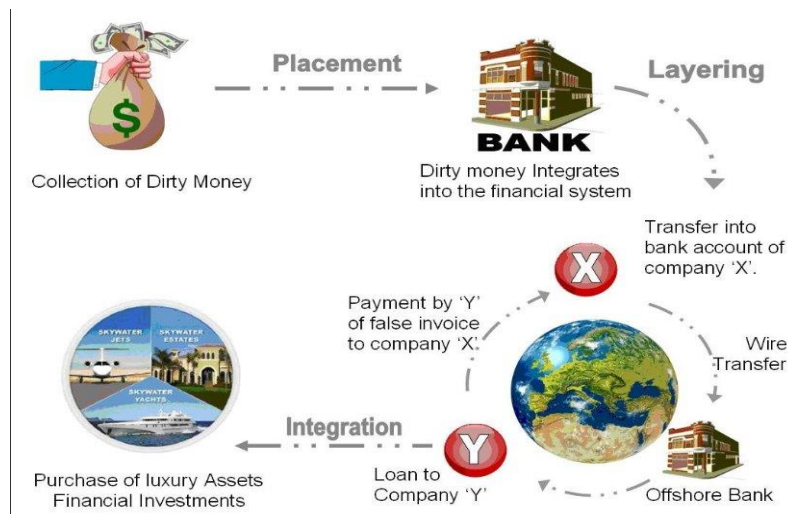 Placement
Layering
$
BANK
Collection of Dirty Money
Dirty money Integrates
into the financial system
Transfer into
bank account of
company ‘X’.
X
Payment by ‘Y’
of false invoice
to company ‘X’.
Wire
Transfer
SKYWATER
JETS
SKYWATER
ESTATES
SKYWATER
YACHTS
Integration
Y
Loan to
Company ‘Y’
Offshore Bank
Purchase of luxury Assets
Financial Investments